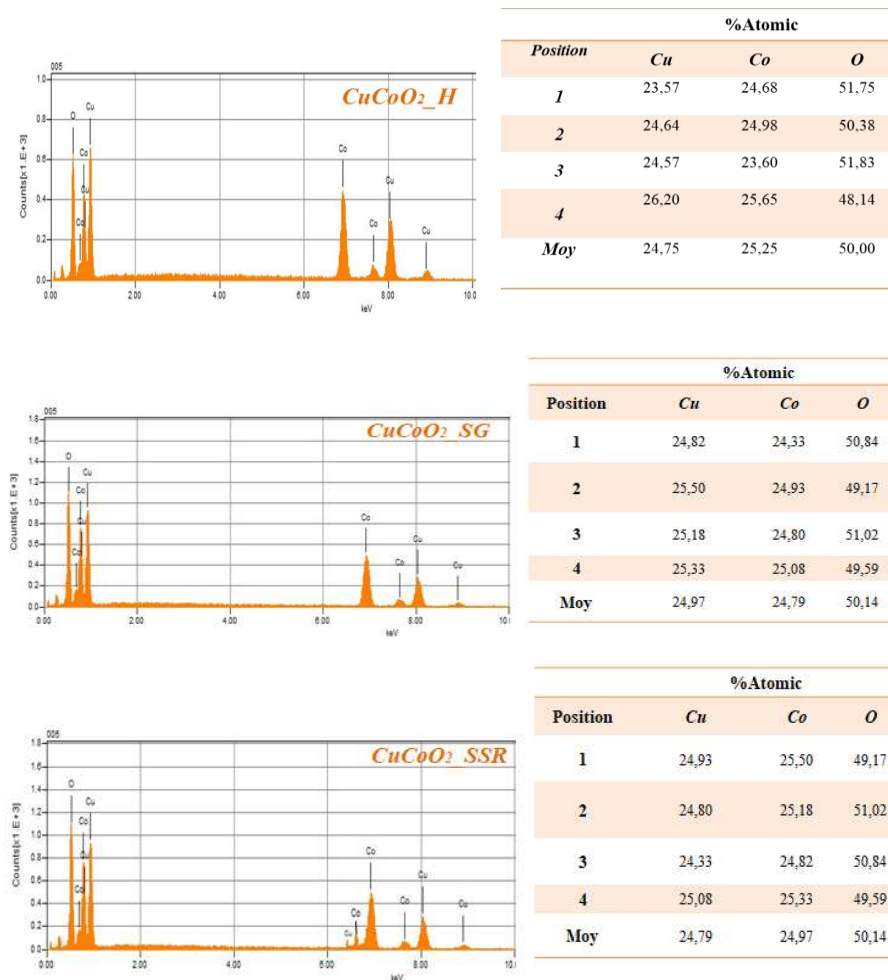 005
CuCoO2_H
Counts[x1.E+3]
1.0
0.8
0.6
0.4
0.2
0.0
O
Co
Co
Cu
Cu
Co
Co
Cu
Cu
0.00 2.00 4.00 6.00 8.00 10.0
keV
%Atomic
Position Cu Co O
1 23,57 24,68 51,75
2 24,64 24,98 50,38
3 24,57 23,60 51,83
4 26,20 25,65 48,14
Moy 24,75 25,25 50,00
005
CuCoO2_SG
Counts[x1.E+3]
1.8
1.6
1.4
1.2
1.0
0.8
0.6
0.4
0.2
0.0
O
Co
Co
Cu
Cu
Co
Co
Cu
Cu
0.00 2.00 4.00 6.00 8.00 10.0
keV
%Atomic
Position Cu Co O
1 24,82 24,33 50,84
2 25,50 24,93 49,17
3 25,18 24,80 51,02
4 25,33 25,08 49,59
Moy 24,97 24,79 50,14
005
CuCoO2_SSR
Counts[x1.E+3]
1.8
1.6
1.4
1.2
1.0
0.8
0.6
0.4
0.2
0.0
O
Co
Co
Cu
Cu
Cu
Co
Co
Co
Cu
Cu
0.00 2.00 4.00 6.00 8.00 10.0
keV
%Atomic
Position Cu Co O
1 24,93 25,50 49,17
2 24,80 25,18 51,02
3 24,33 24,82 50,84
4 25,08 25,33 49,59
Moy 24,79 24,97 50,14